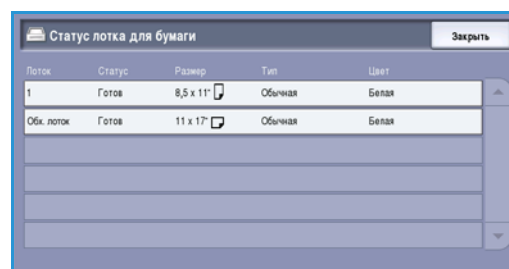 Статус лотка для бумаги Закрыть
Лоток Статус Размер Тип Цвет
1 Готов 8,5 x 11" Обычная Белая
Обх. лоток Готов 11 x 17" Обычная Белая